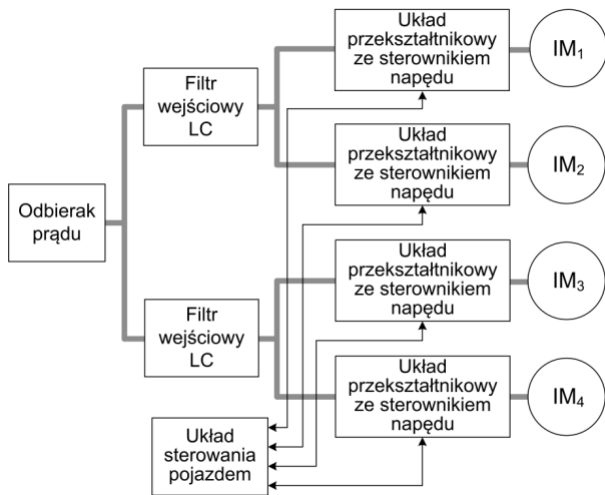 Układ
przekształtnikowy
ze sterownikiem
napędu
IM₁
Filtr
wejściowy
LC
Układ
przekształtnikowy
ze sterownikiem
napędu
IM₂
Odbierak
prądu
Układ
przekształtnikowy
ze sterownikiem
napędu
IM₃
Filtr
wejściowy
LC
Układ
przekształtnikowy
ze sterownikiem
napędu
IM₄
Układ
sterowania
pojazdem